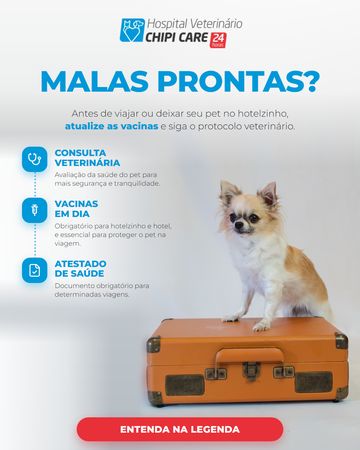 Hospital Veterinário
CHIPI CARE 24
horas
MALAS PRONTAS?
Antes de viajar ou deixar seu pet no hotelzinho,
atualize as vacinas e siga o protocolo veterinário.
CONSULTA
VETERINÁRIA
Avaliação da saúde do pet para
mais segurança e tranquilidade.
VACINAS
EM DIA
Obrigatório para hotelzinho e hotel,
e essencial para proteger o pet na
viagem.
ATESTADO
DE SAÚDE
Documento obrigatório para
determinadas viagens.
ENTENDA NA LEGENDA